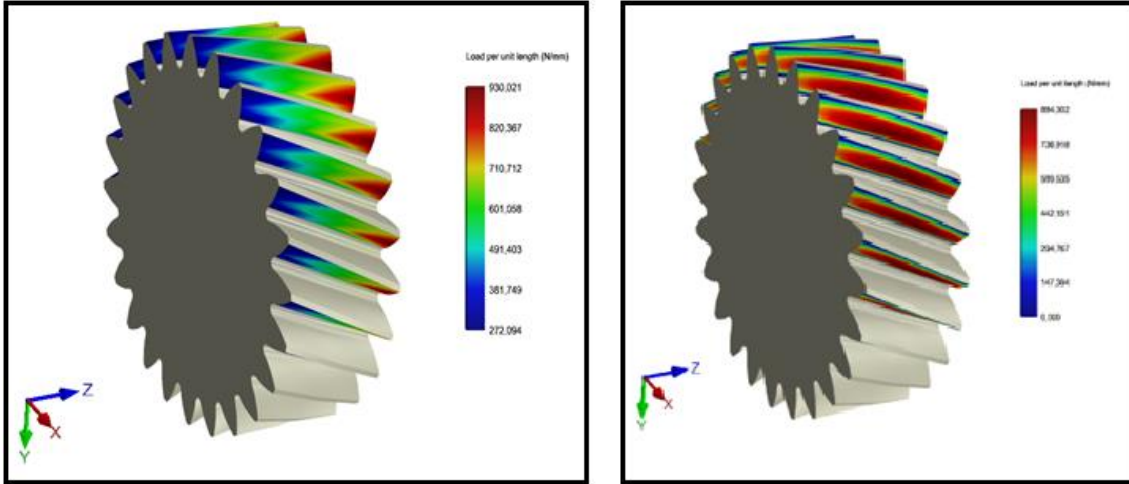 Load per unit length (N/mm)
930,021
820,367
710,712
601,058
491,403
381,749
272,094
Z
X
Y
Load per unit length (N/mm)
884,302
736,918
589,535
442,151
294,767
147,384
0,000
Z
X
Y